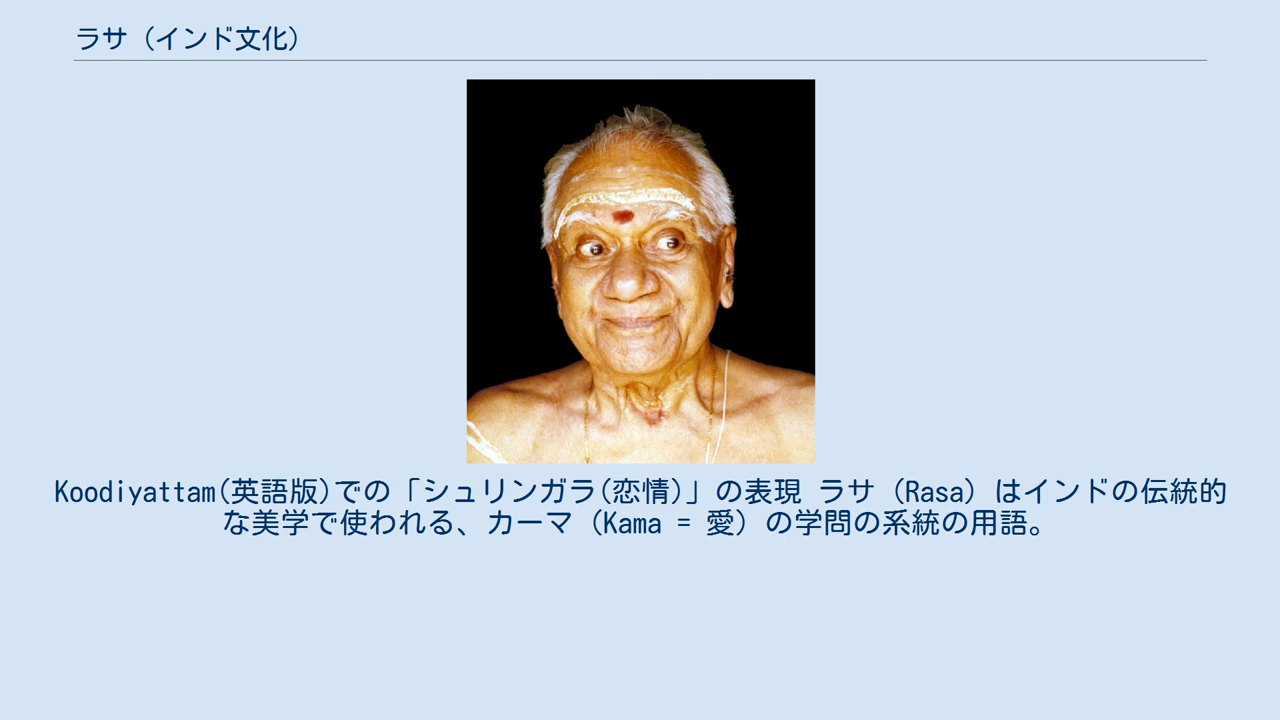 ラサ（インド文化）
Koodiyattam(英語版)での「シュリンガラ(恋情)」の表現 ラサ（Rasa）はインドの伝統的
な美学で使われる、カーマ（Kama = 愛）の学問の系統の用語。